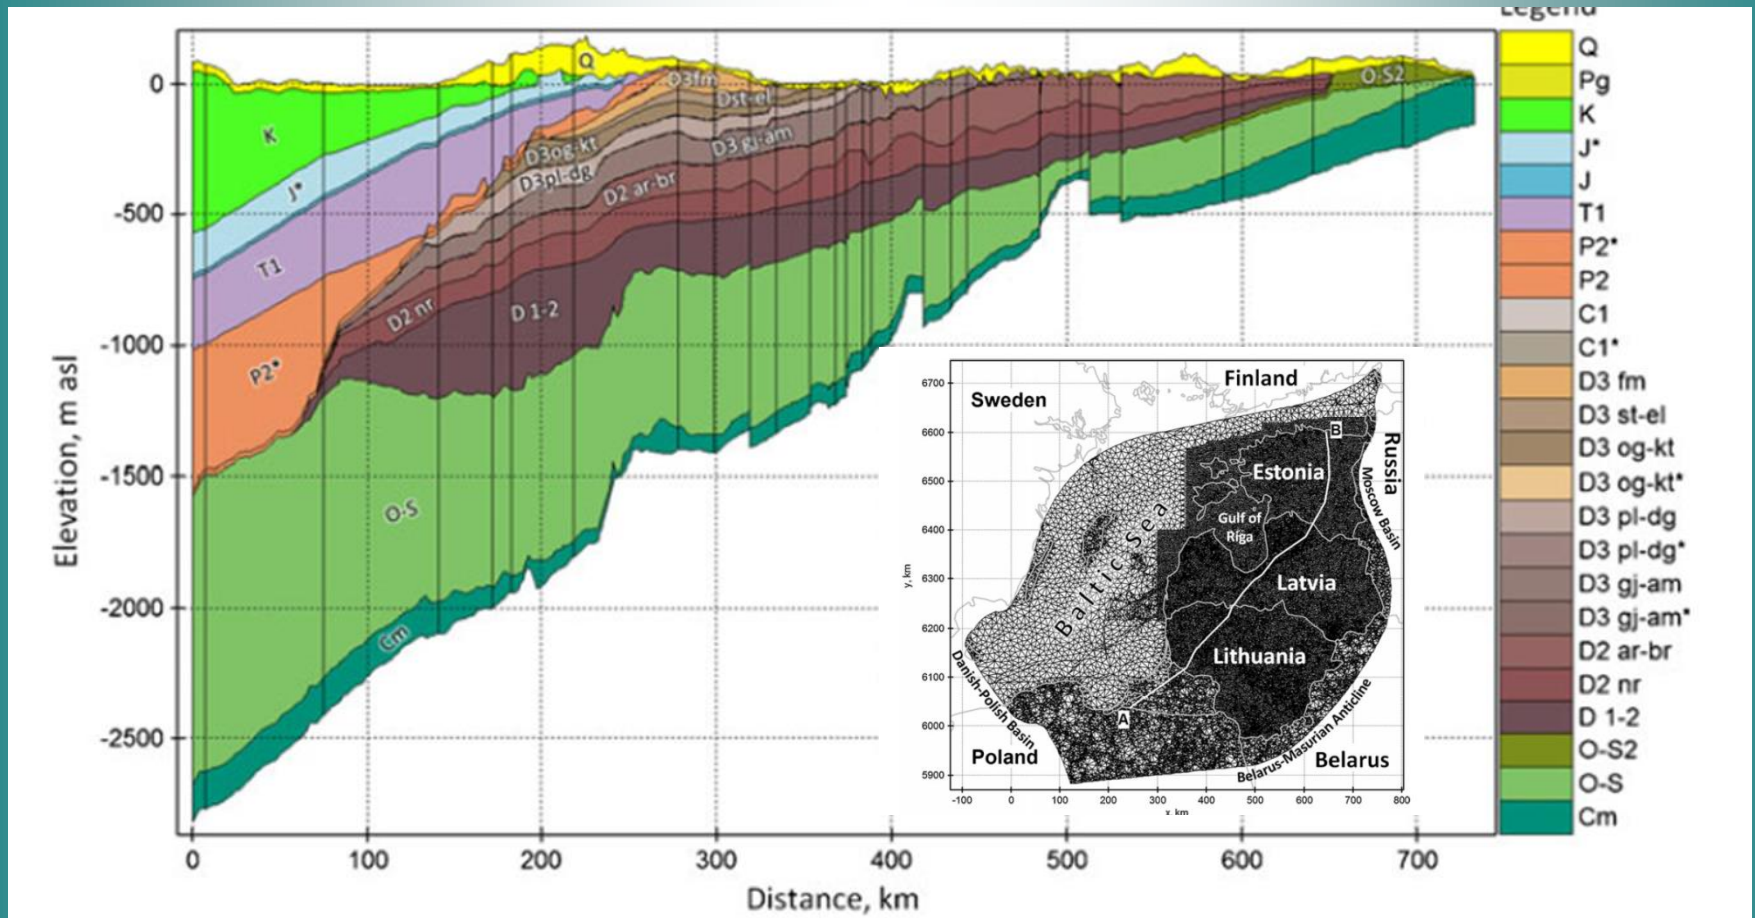 Legend
Q
Pg
K
J*
J
T1
P2*
P2
C1
C1*
D3 fm
D3 st-el
D3 og-kt
D3 og-kt*
D3 pl-dg
D3 pl-dg*
D3 gj-am
D3 gj-am*
D2 ar-br
D2 nr
D 1-2
O-S2
O-S
Cm
Elevation, m asl
0
-500
-1000
-1500
-2000
-2500
0
100
200
300
400
500
600
700
Distance, km
Q
K
J*
T1
P2*
D3fm
Dst-el
D3og-kt
D3pl-dg
D3 gj-am
D2 ar-br
D2 nr
D 1-2
O-S
Cm
O-S2
Sweden
Finland
B
Russia
Estonia
Moscow Basin
Gulf of
Riga
Baltic Sea
Latvia
Lithuania
Danish-Polish Basin
A
Poland
Belarus-Masurian Anticline
Belarus
y, km
6700
6600
6500
6400
6300
6200
6100
6000
5900
-100
0
100
200
300
400
500
600
700
800
x, km